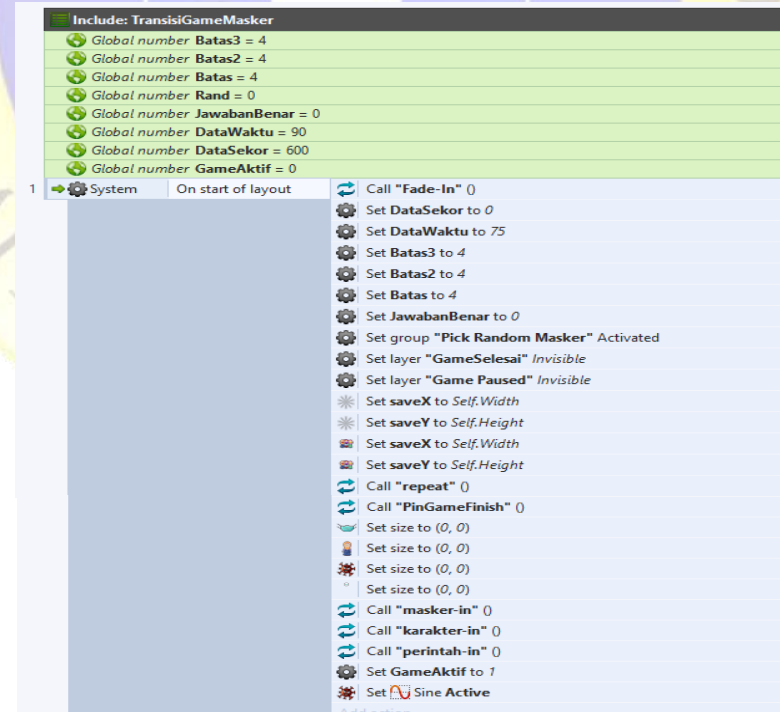 Include: TransisiGameMasker
Global number Batas3 = 4
Global number Batas2 = 4
Global number Batas = 4
Global number Rand = 0
Global number JawabanBenar = 0
Global number DataWaktu = 90
Global number DataSekor = 600
Global number GameAktif = 0
1 System On start of layout Call "Fade-In" ()
Set DataSekor to 0
Set DataWaktu to 75
Set Batas3 to 4
Set Batas2 to 4
Set Batas to 4
Set JawabanBenar to 0
Set group "Pick Random Masker" Activated
Set layer "GameSelesai" Invisible
Set layer "Game Paused" Invisible
Set saveX to Self.Width
Set saveY to Self.Height
Set saveX to Self.Width
Set saveY to Self.Height
Call "repeat" ()
Call "PinGameFinish" ()
Set size to (0, 0)
Set size to (0, 0)
Set size to (0, 0)
Set size to (0, 0)
Call "masker-in" ()
Call "karakter-in" ()
Call "perintah-in" ()
Set GameAktif to 1
Set Sine Active
Add action